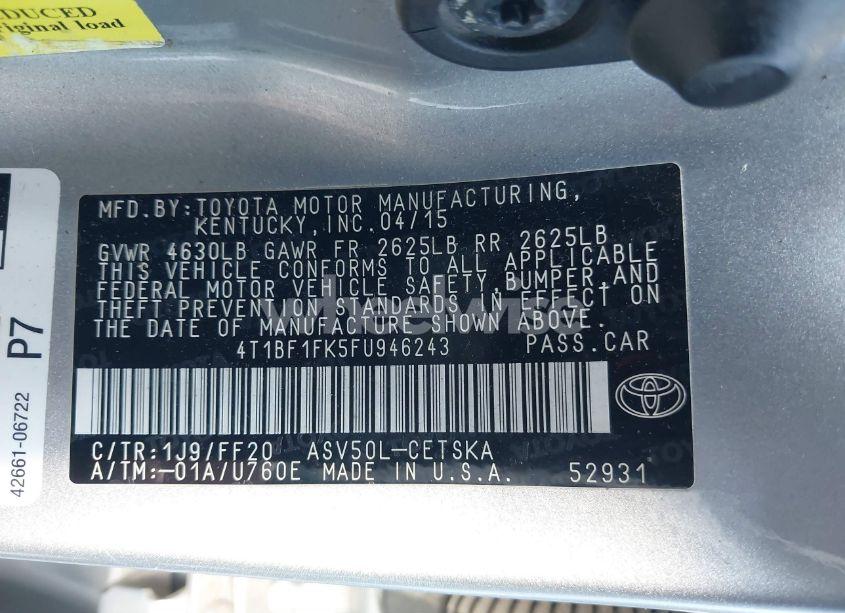 DUCED
riginal load
MFD.BY:TOYOTA MOTOR MANUFACTURING,
KENTUCKY,INC.04/15
GVWR 4630LB GAWR FR 2625LB RR 2625LB
THIS VEHICLE CONFORMS TO ALL APPLICABLE
FEDERAL MOTOR VEHICLE SAFETY,BUMPER,AND
THEFT PREVENTION STANDARDS IN EFFECT ON
THE DATE OF MANUFACTURE SHOWN ABOVE.
4T1BF1FK5FU946243 PASS.CAR
C/TR:1J9/FF20 ASV50L-CETSKA
A/TM:-01A/U760E MADE IN U.S.A. 52931
42661-06722
P7